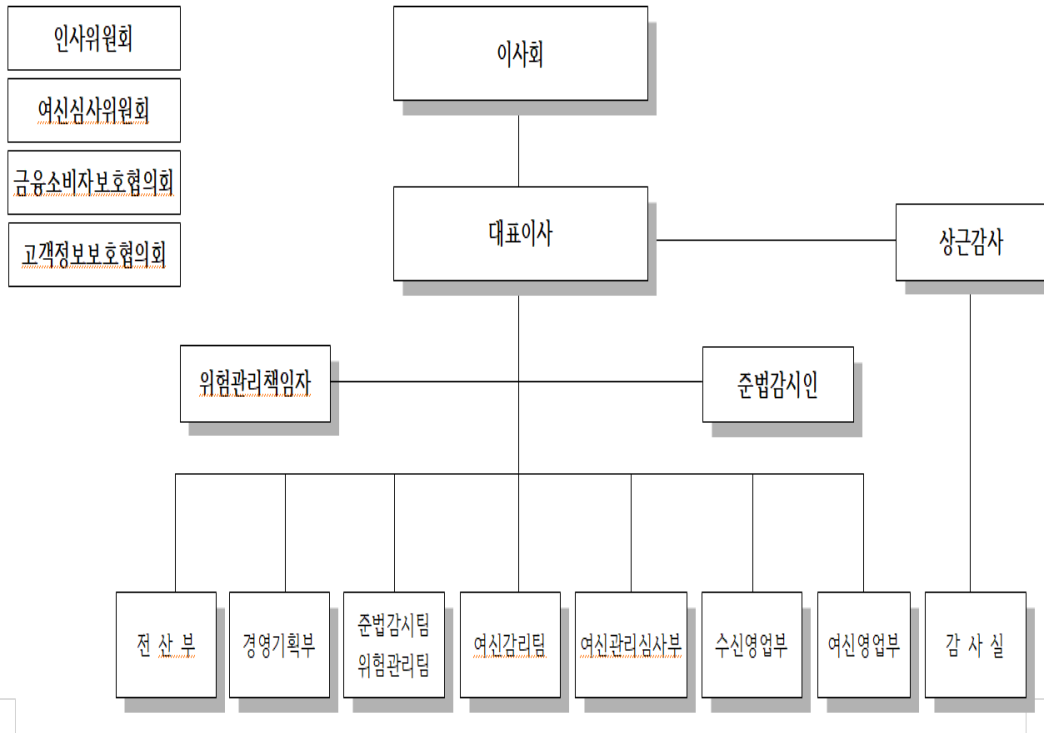 인사위원회
여신심사위원회
금융소비자보호협의회
고객정보보호협의회
이사회
대표이사
상근감사
위험관리책임자
준법감시인
전 산 부
경영기획부
준법감시팀
위험관리팀
여신감리팀
여신관리심사부
수신영업부
여신영업부
감 사 실